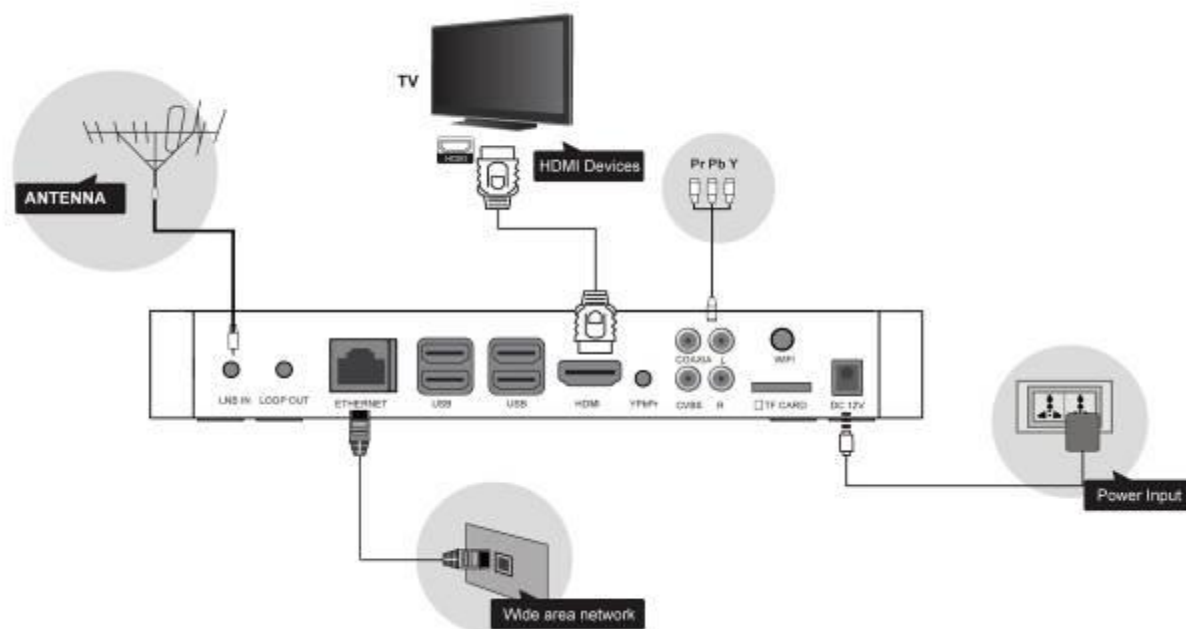 TV
HDMI
HDMI Devices
Pr Pb Y
ANTENNA
COAXIA L
WIFI
LNB IN LOOP OUT ETHERNET USB USB HDMI YPbPr CVBS R TF CARD DC 12V
Power Input
Wide area network